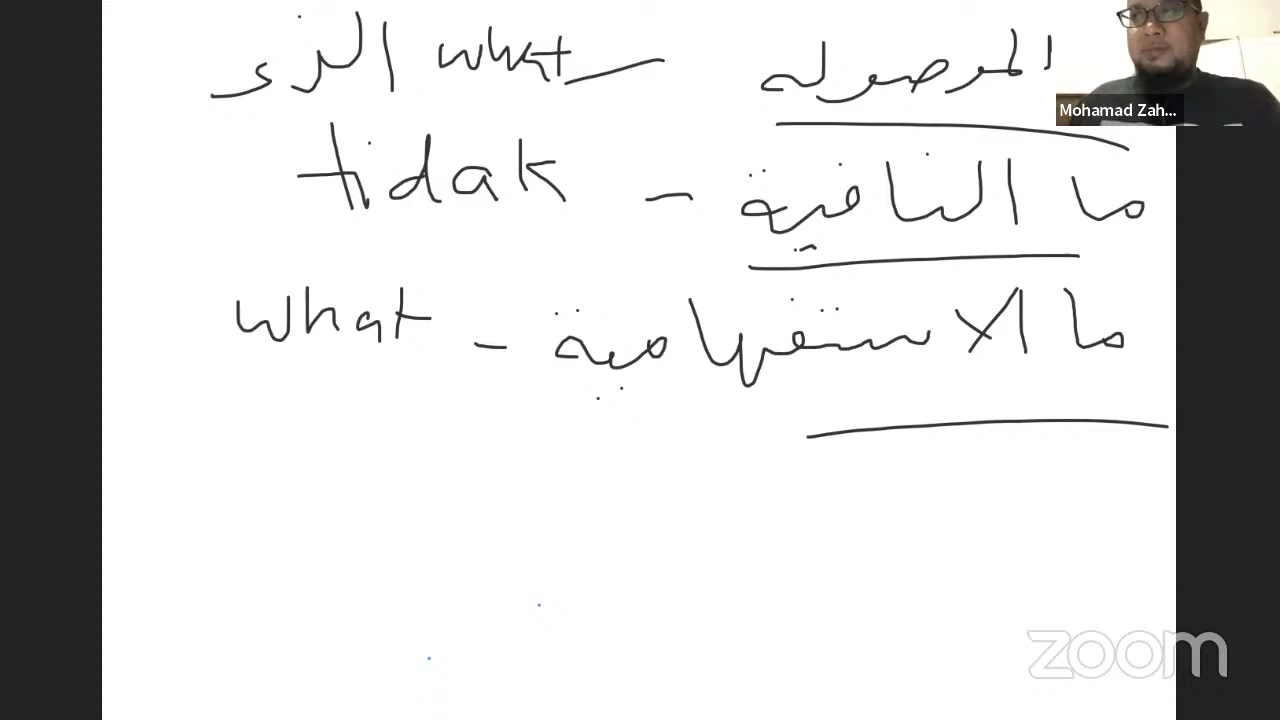 الموصولة - what الذي
Mohamad Zah...
ما النافية - tidak
ما الاستفهامية - what
zoom